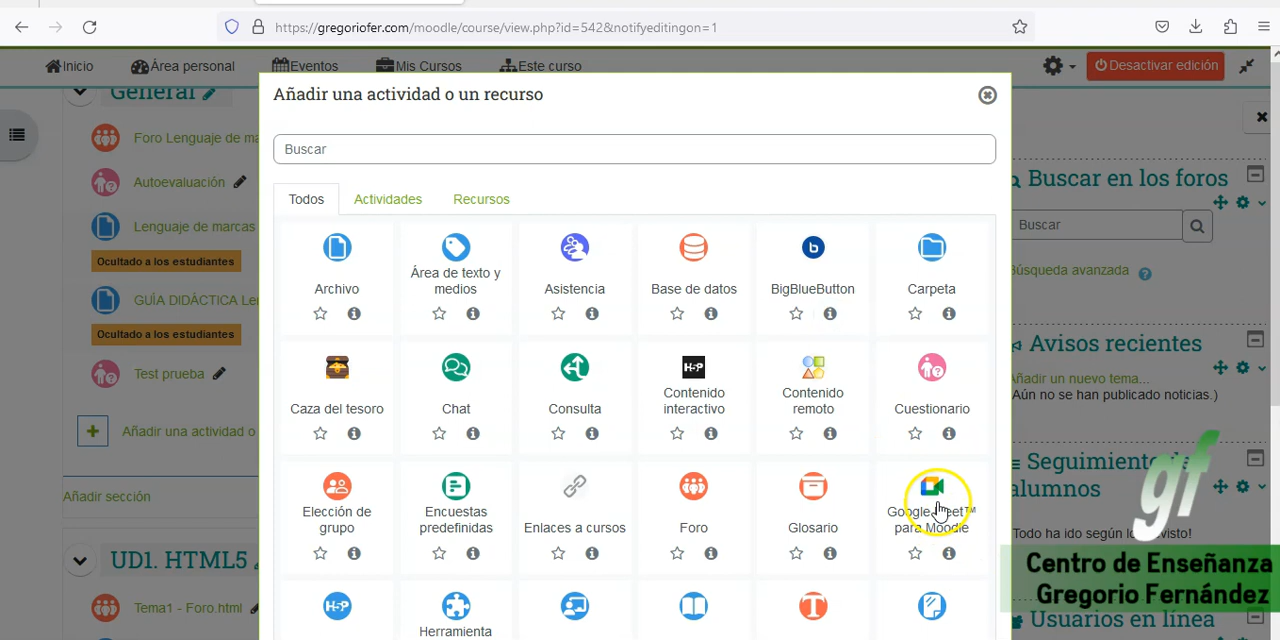 https://gregoriofer.com/moodle/course/view.php?id=542&notifyeditingon=1
Inicio
Área personal
Eventos
Mis Cursos
Este curso
Desactivar edición
General
Foro Lenguaje de ma
Autoevaluación
Lenguaje de marcas
Ocultado a los estudiantes
GUÍA DIDÁCTICA Le
Ocultado a los estudiantes
Test prueba
Añadir una actividad o
Añadir sección
UD1. HTML5
Tema1 - Foro.html
Añadir una actividad o un recurso
Buscar
Todos
Actividades
Recursos
Archivo
Área de texto y
medios
Asistencia
Base de datos
b
BigBlueButton
Carpeta
Caza del tesoro
Chat
Consulta
H-P
Contenido
interactivo
Contenido
remoto
Cuestionario
Elección de
grupo
Encuestas
predefinidas
Enlaces a cursos
Foro
Glosario
Google Meet™
para Moodle
H-P
Herramienta
T
Buscar en los foros
Buscar
Búsqueda avanzada
Avisos recientes
Añadir un nuevo tema...
(Aún no se han publicado noticias.)
Seguimiento de
alumnos
Todo ha ido según lo previsto!
gf
Centro de Enseñanza
Gregorio Fernández
Usuarios en línea